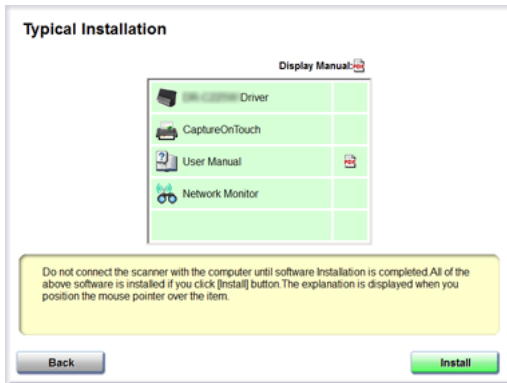 Typical Installation
Display Manual:
Driver
CaptureOnTouch
User Manual
Network Monitor
Do not connect the scanner with the computer until software Installation is completed.All of the
above software is installed if you click [Install] button.The explanation is displayed when you
position the mouse pointer over the item.
Back
Install